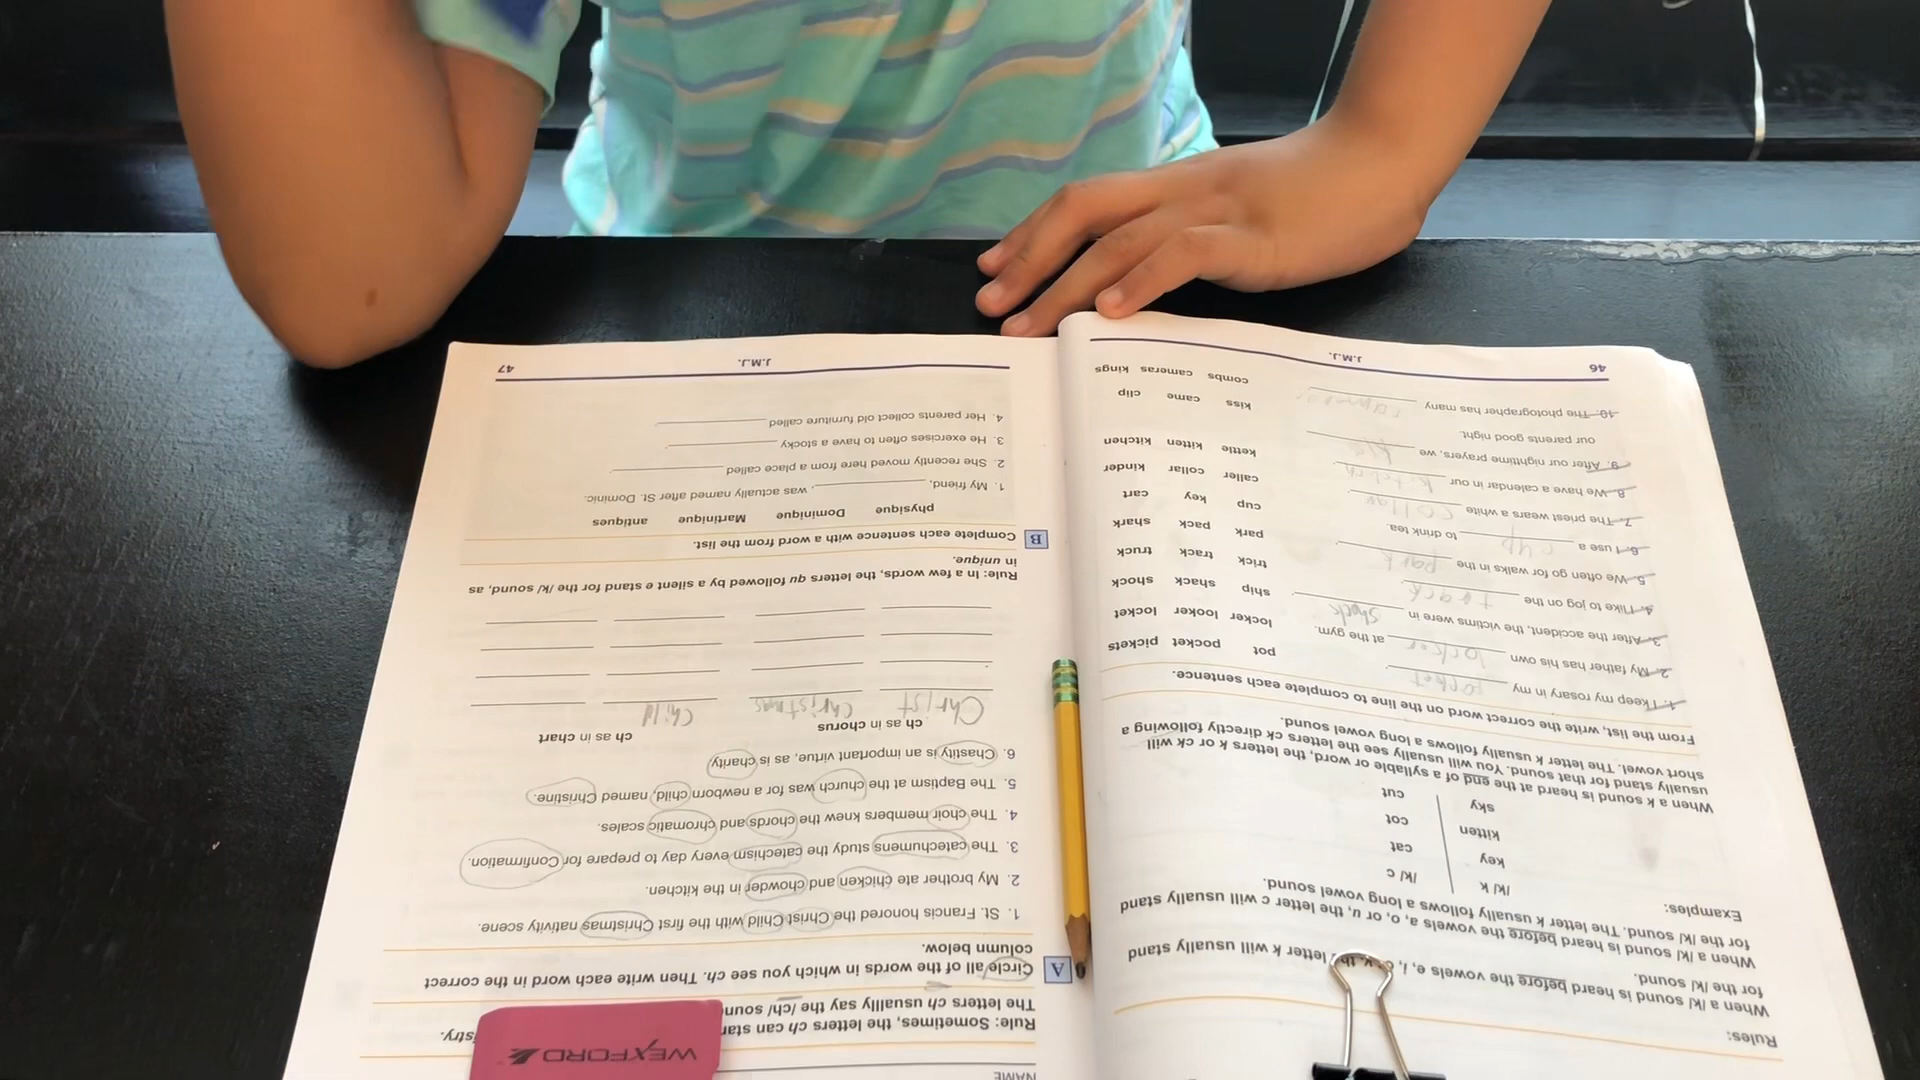 Rules:
When a /k/ sound is heard before the vowels e, i, the letter k will usually stand
for the /k/ sound.
When a /k/ sound is heard before the vowels a, o, or u, the letter c will usually stand
for the /k/ sound. The letter k usually follows a long vowel sound.
Examples:
/k/ k /k/ c
key cat
kitten cot
sky cut
When a k sound is heard at the end of a syllable or word, the letters k or ck will
usually stand for that sound. You will usually see the letters ck directly following a
short vowel. The letter k usually follows a long vowel sound.
From the list, write the correct word on the line to complete each sentence.
1. I keep my rosary in my pocket pot pocket pickets
2. My father has his own locker at the gym. locker looker locket
3. After the accident, the victims were in shock ship shack shock
4. I like to jog on the track. trick track truck
5. We often go for walks in the park. park pack shark
6. I use a cup to drink tea. cup key cart
7. The priest wears a white collar. caller collar kinder
8. We have a calendar in our kitchen. kettle kitten kitchen
9. After our nighttime prayers, we kiss
our parents good night. kiss came clip
10. The photographer has many combs cameras kings
46 J.M.J.
NAME
Rule: Sometimes, the letters ch can
The letters ch usually say the /ch/
A Circle all of the words in which you see ch. Then write each word in the correct
column below.
1. St. Francis honored the Christ Child with the first Christmas nativity scene.
2. My brother ate chicken and chowder in the kitchen.
3. The catechumens study the catechism every day to prepare for Confirmation.
4. The choir members knew the chords and chromatic scales.
5. The Baptism at the church was for a newborn child, named Christine.
6. Chastity is an important virtue, as is charity.
ch as in chorus ch as in chart
Christ Christmas Child
Rule: In a few words, the letters qu followed by a silent e stand for the /k/ sound, as
in unique.
B Complete each sentence with a word from the list.
physique Dominique Martinique antiques
1. My friend, , was actually named after St. Dominic.
2. She recently moved here from a place called .
3. He exercises often to have a stocky .
4. Her parents collect old furniture called .
J.M.J. 47
WEXFORD